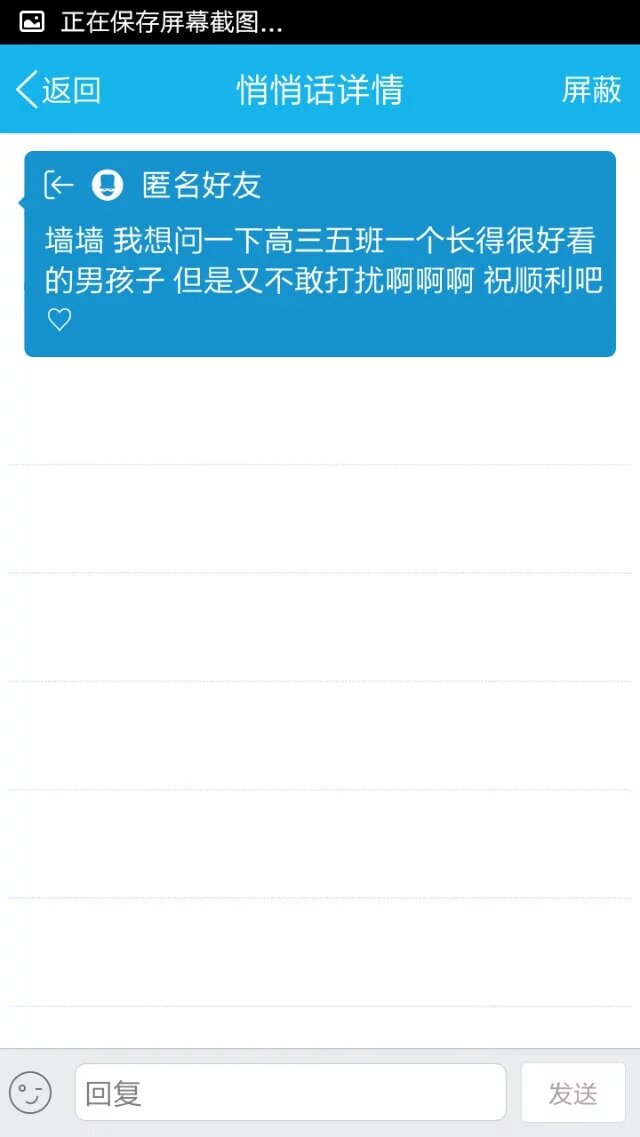 正在保存屏幕截图...
返回
悄悄话详情
屏蔽
匿名好友
墙墙 我想问一下高三五班一个长得很好看
的男孩子 但是又不敢打扰啊啊啊 祝顺利吧
♡
回复
发送